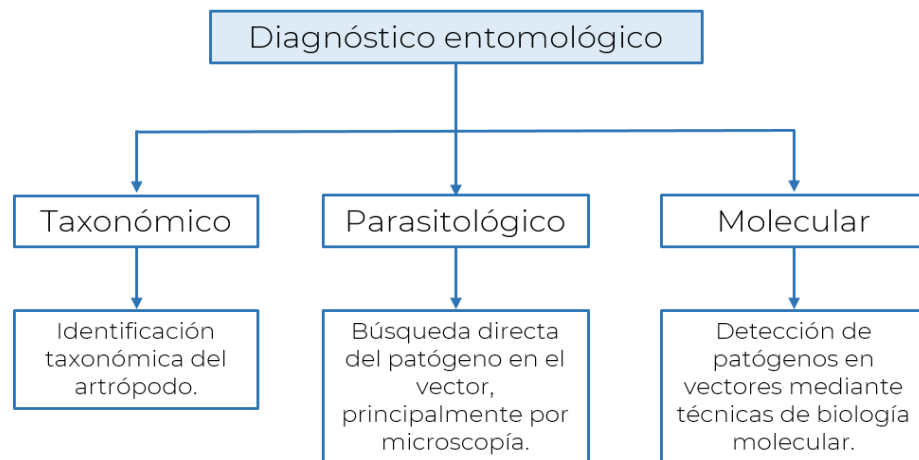 Diagnóstico entomológico
Taxonómico
Parasitológico
Molecular
Identificación
taxonómica del
artrópodo.
Búsqueda directa
del patógeno en el
vector,
principalmente por
microscopía.
Detección de
patógenos en
vectores mediante
técnicas de biología
molecular.